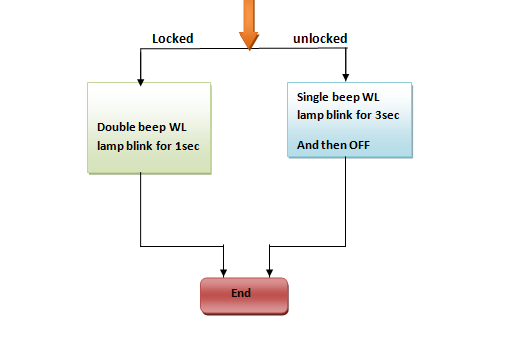 Locked
unlocked
Double beep WL
lamp blink for 1sec
Single beep WL
lamp blink for 3sec
And then OFF
End